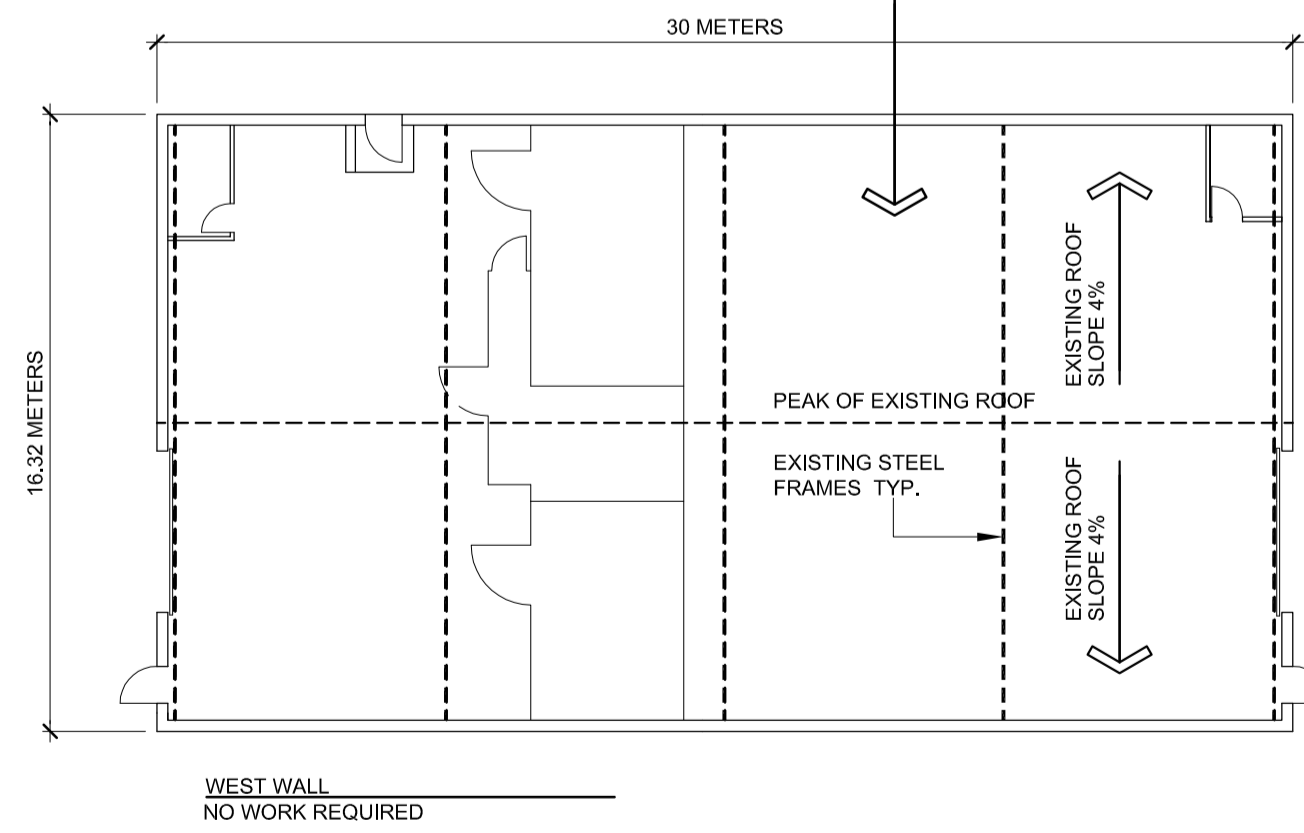 30 METERS
16.32 METERS
EXISTING ROOF
SLOPE 4%
PEAK OF EXISTING ROOF
EXISTING STEEL
FRAMES TYP.
EXISTING ROOF
SLOPE 4%
WEST WALL
NO WORK REQUIRED